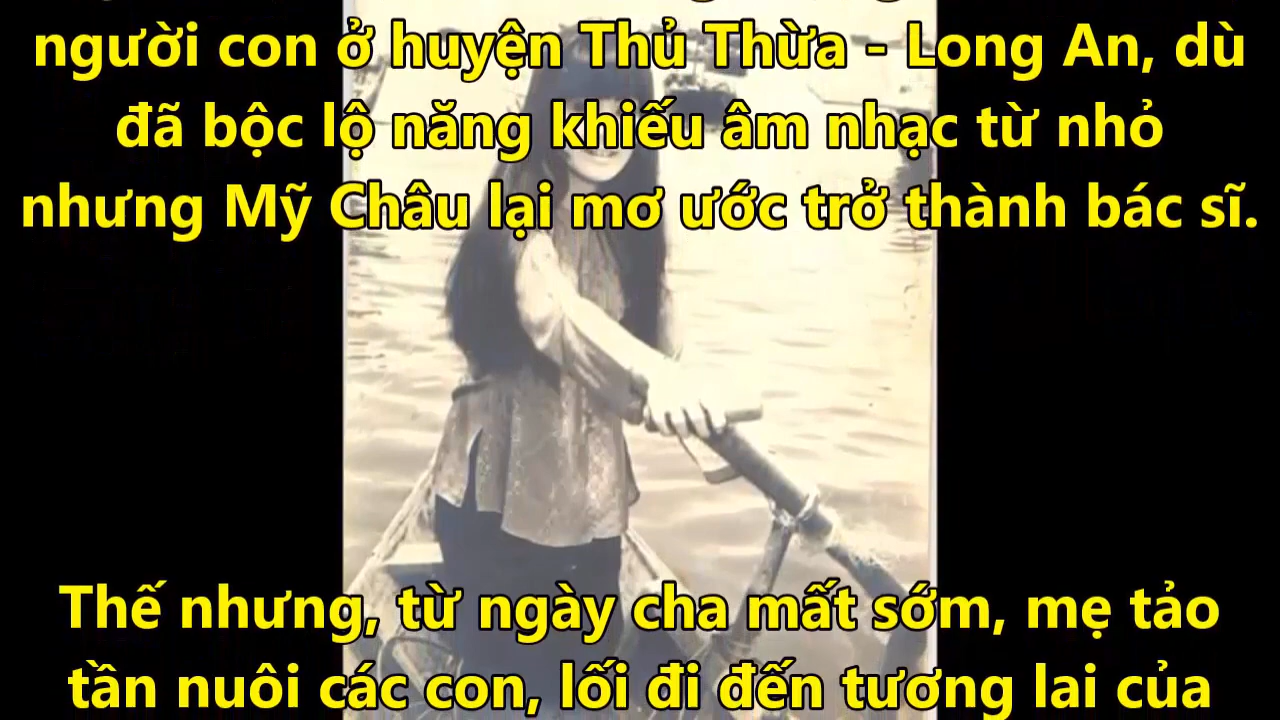 người con ở huyện Thủ Thừa - Long An, dù
đã bộc lộ năng khiếu âm nhạc từ nhỏ
nhưng Mỹ Châu lại mơ ước trở thành bác sĩ.
Thế nhưng, từ ngày cha mất sớm, mẹ tảo
tần nuôi các con, lối đi đến tương lai của